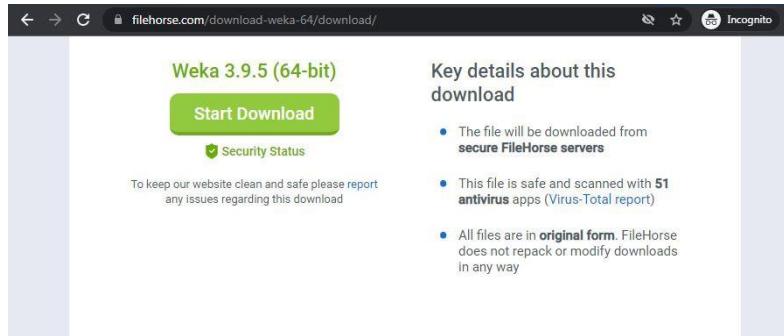 filehorse.com/download-weka-64/download/
Incognito
Weka 3.9.5 (64-bit)
Start Download
Security Status
To keep our website clean and safe please report
any issues regarding this download
Key details about this
download
The file will be downloaded from
secure FileHorse servers
This file is safe and scanned with 51
antivirus apps (Virus-Total report)
All files are in original form. FileHorse
does not repack or modify downloads
in any way